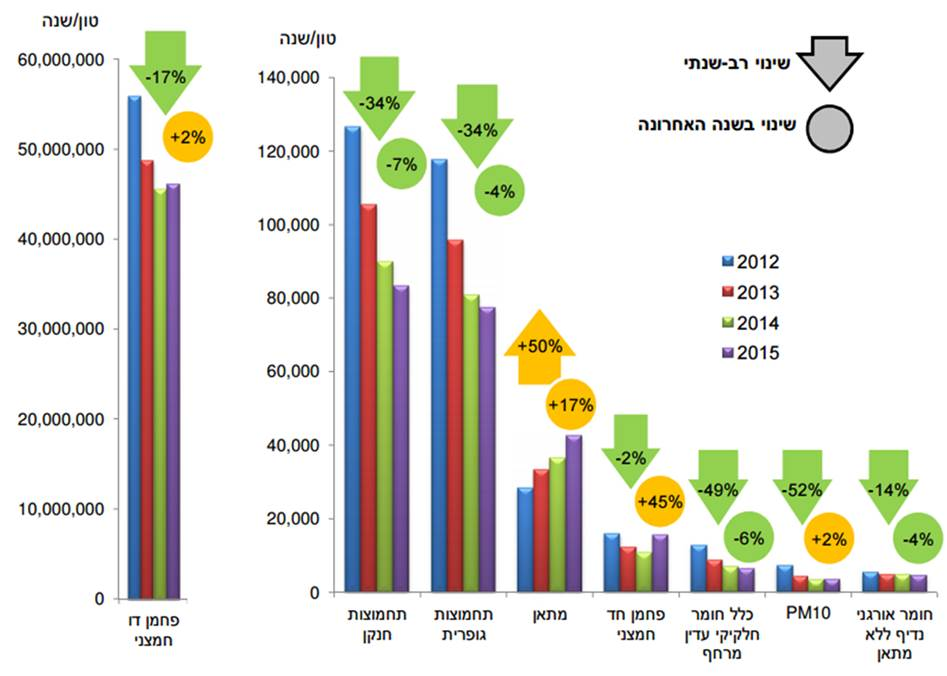 טון/שנה
60,000,000
50,000,000
40,000,000
30,000,000
20,000,000
10,000,000
0
-17%
+2%
פחמן דו
חמצני
טון/שנה
140,000
120,000
100,000
80,000
60,000
40,000
20,000
0
-34%
-7%
-34%
-4%
+50%
+17%
-2%
+45%
-49%
-6%
-52%
+2%
-14%
-4%
תחמוצות
חנקן
תחמוצות
גופרית
מתאן
פחמן חד
חמצני
כלל חומר
חלקיקי עדין
מרחף
PM10
חומר אורגני
נדיף ללא
מתאן
שינוי רב-שנתי
שינוי בשנה האחרונה
2012
2013
2014
2015